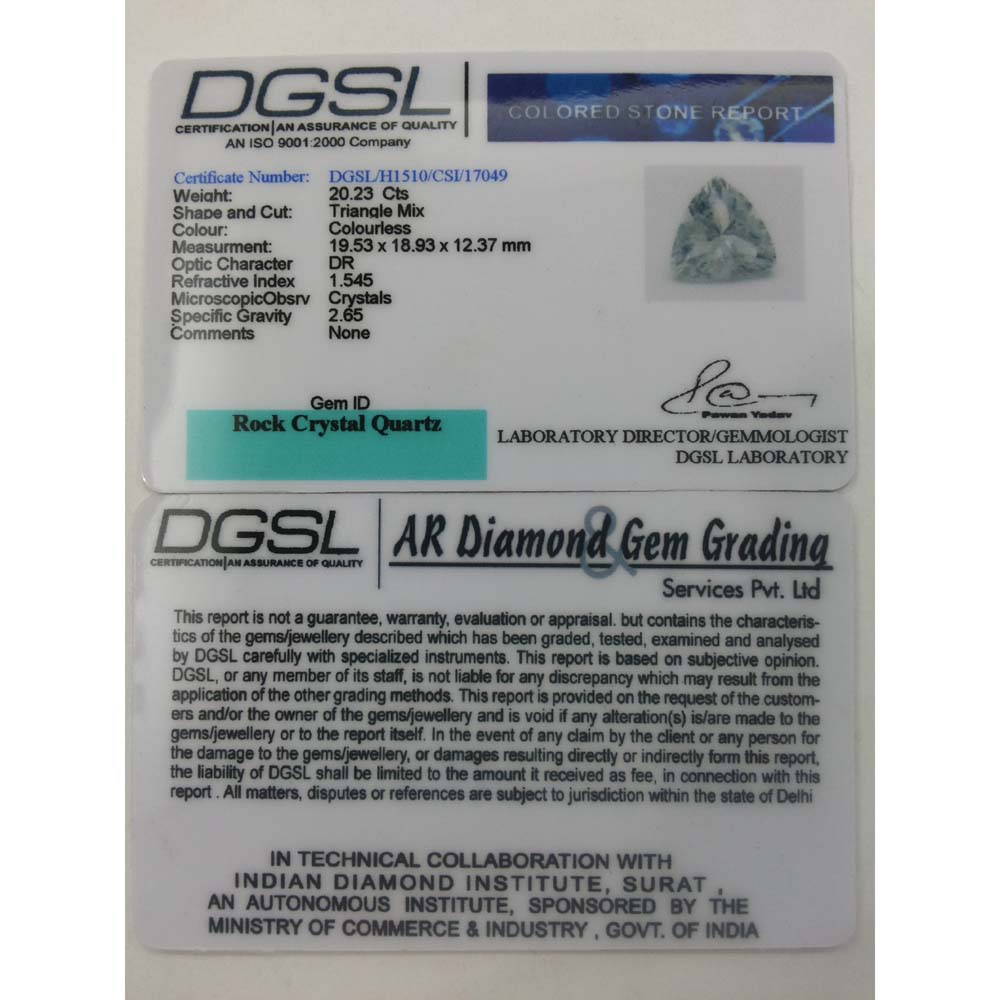 DGSL
CERTIFICATION|AN ASSURANCE OF QUALITY
AN ISO 9001:2000 Company
COLORED STONE REPORT
Certificate Number: DGSL/H1510/CSI/17049
Weight: 20.23 Cts
Shape and Cut: Triangle Mix
Colour: Colourless
Measurment: 19.53 x 18.93 x 12.37 mm
Optic Character DR
Refractive Index 1.545
MicroscopicObsrv Crystals
Specific Gravity 2.65
Comments None
Gem ID
Rock Crystal Quartz
Pawan Yadav
LABORATORY DIRECTOR/GEMMOLOGIST
DGSL LABORATORY
DGSL
CERTIFICATION|AN ASSURANCE OF QUALITY
AR Diamond & Gem Grading
Services Pvt. Ltd
This report is not a guarantee, warranty, evaluation or appraisal. but contains the characteris-
tics of the gems/jewellery described which has been graded, tested, examined and analysed
by DGSL carefully with specialized instruments. This report is based on subjective opinion.
DGSL, or any member of its staff, is not liable for any discrepancy which may result from the
application of the other grading methods. This report is provided on the request of the custom-
ers and/or the owner of the gems/jewellery and is void if any alteration(s) is/are made to the
gems/jewellery or to the report itself. In the event of any claim by the client or any person for
the damage to the gems/jewellery, or damages resulting directly or indirectly form this report,
the liability of DGSL shall be limited to the amount it received as fee, in connection with this
report . All matters, disputes or references are subject to jurisdiction within the state of Delhi
IN TECHNICAL COLLABORATION WITH
INDIAN DIAMOND INSTITUTE, SURAT ,
AN AUTONOMOUS INSTITUTE, SPONSORED BY THE
MINISTRY OF COMMERCE & INDUSTRY , GOVT. OF INDIA